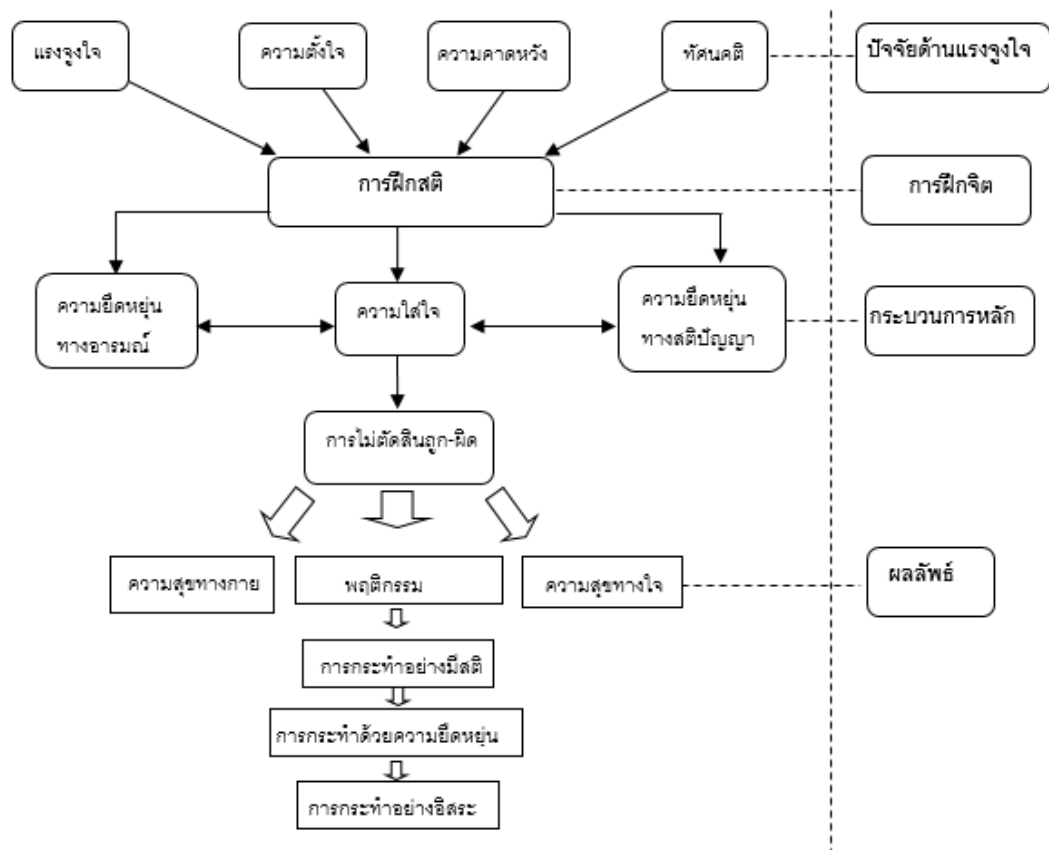 แรงจูงใจ
ความตั้งใจ
ความคาดหวัง
ทัศนคติ
ปัจจัยด้านแรงจูงใจ
การฝึกสติ
การฝึกจิต
ความยืดหยุ่น
ทางอารมณ์
ความใส่ใจ
ความยืดหยุ่น
ทางสติปัญญา
กระบวนการหลัก
การไม่ตัดสินถูก-ผิด
ความสุขทางกาย
พฤติกรรม
ความสุขทางใจ
ผลลัพธ์
การกระทำอย่างมีสติ
การกระทำด้วยความยืดหยุ่น
การกระทำอย่างอิสระ